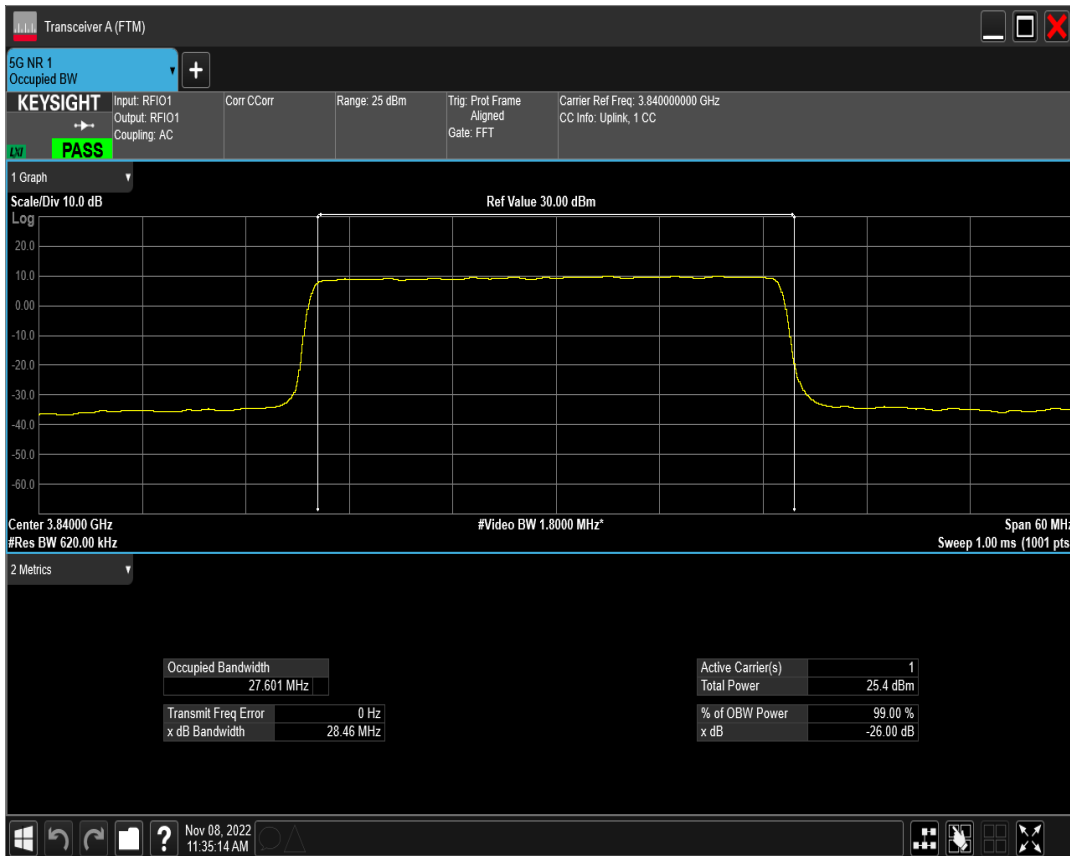 Transceiver A (FTM)
5G NR 1
Occupied BW
KEYSIGHT
LXI
PASS
Input: RFIO1
Output: RFIO1
Coupling: AC
Corr CCorr
Range: 25 dBm
Trig: Prot Frame
Aligned
Gate: FFT
Carrier Ref Freq: 3.840000000 GHz
CC Info: Uplink, 1 CC
1 Graph
Scale/Div 10.0 dB
Ref Value 30.00 dBm
Log
20.0
10.0
0.00
-10.0
-20.0
-30.0
-40.0
-50.0
-60.0
Center 3.84000 GHz
#Video BW 1.8000 MHz*
Span 60 MHz
#Res BW 620.00 kHz
Sweep 1.00 ms (1001 pts
2 Metrics
Occupied Bandwidth
27.601 MHz
Transmit Freq Error 0 Hz
x dB Bandwidth 28.46 MHz
Active Carrier(s) 1
Total Power 25.4 dBm
% of OBW Power 99.00 %
x dB -26.00 dB
?
Nov 08, 2022
11:35:14 AM